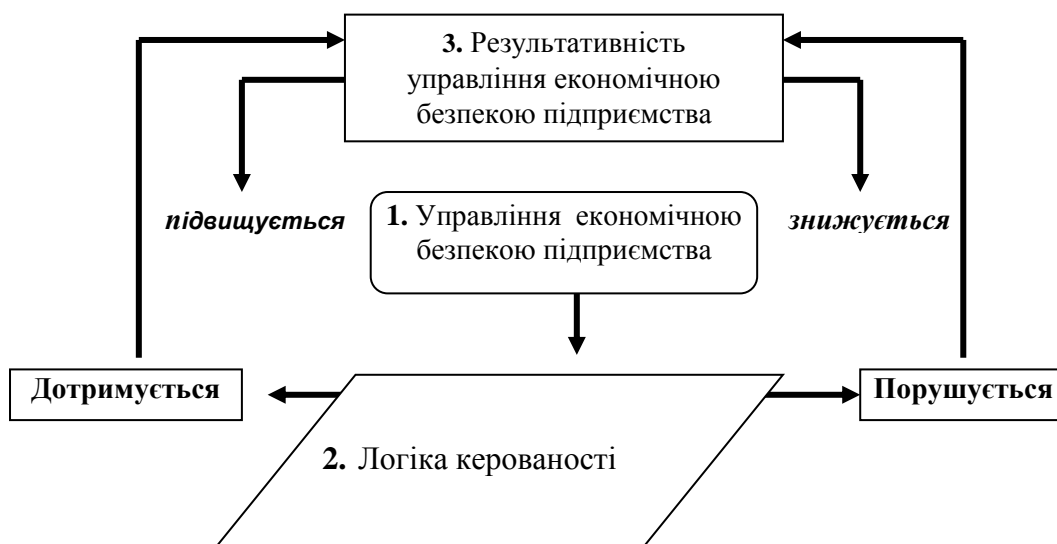 3. Результативність
управління економічною
безпекою підприємства
підвищується
1. Управління економічною
безпекою підприємства
знижується
Дотримується
Порушується
2. Логіка керованості